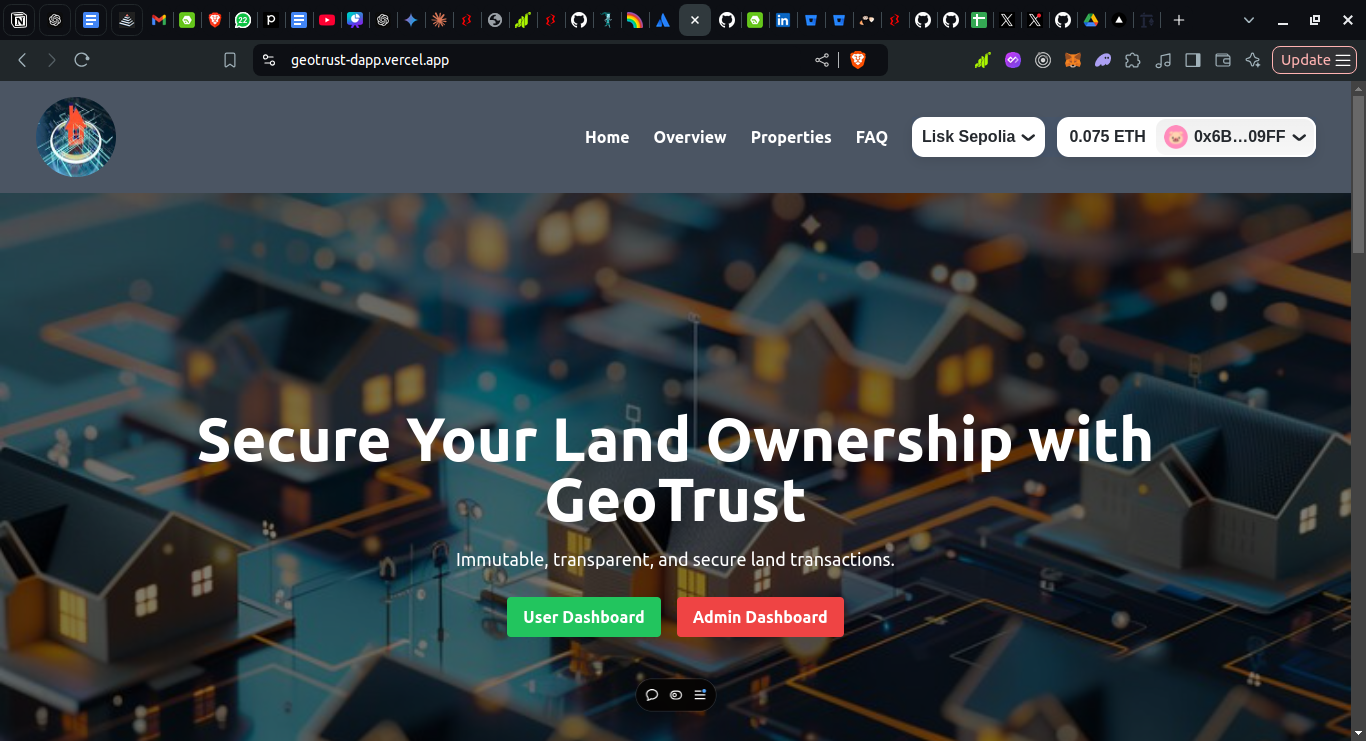 22
geotrust-dapp.vercel.app
Update
Home
Overview
Properties
FAQ
Lisk Sepolia
0.075 ETH
0x6B…09FF
Secure Your Land Ownership with
GeoTrust
Immutable, transparent, and secure land transactions.
User Dashboard
Admin Dashboard